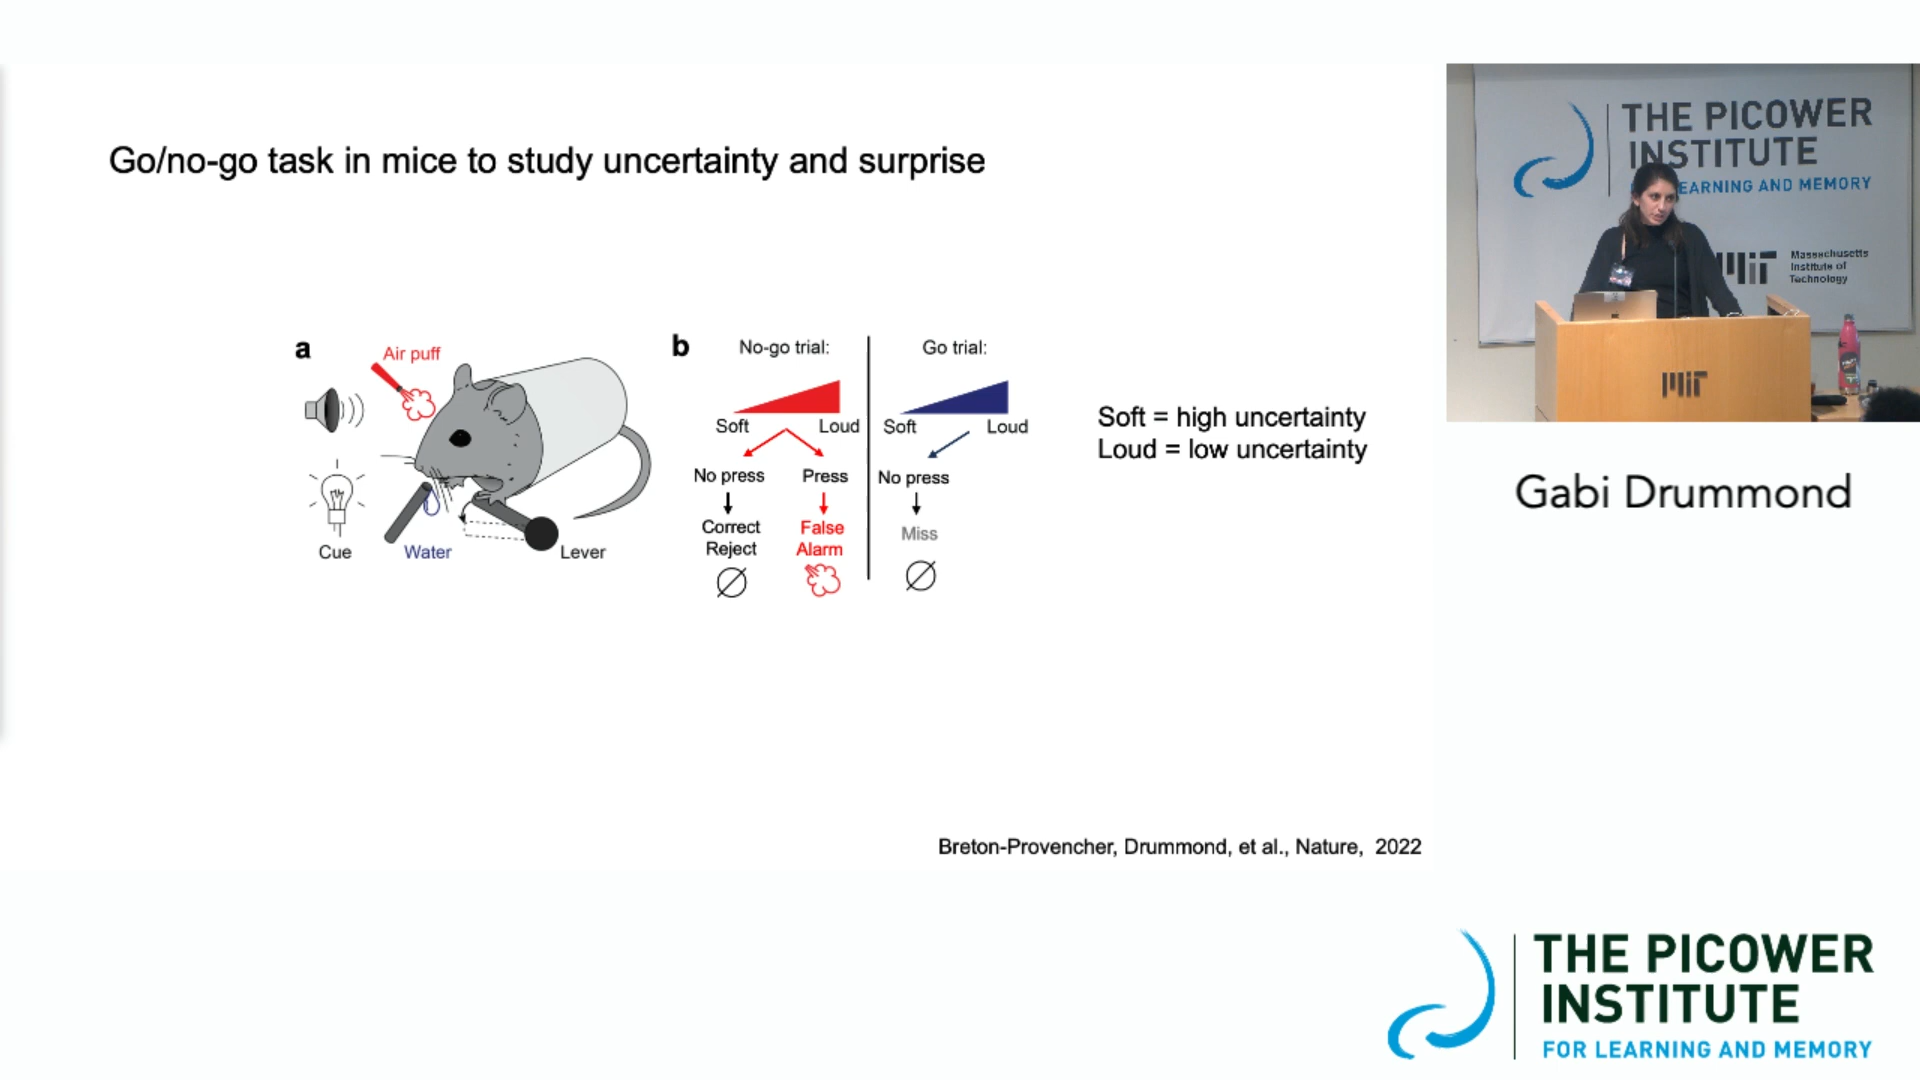 Go/no-go task in mice to study uncertainty and surprise
a
Air puff
Cue
Water
Lever
b
No-go trial:
Go trial:
Soft
Loud
Soft
Loud
No press
Press
No press
Correct
Reject
False
Alarm
Miss
Soft = high uncertainty
Loud = low uncertainty
Breton-Provencher, Drummond, et al., Nature, 2022
THE PICOWER
INSTITUTE
LEARNING AND MEMORY
MIT
Massachusetts
Institute of
Technology
MIT
Gabi Drummond
THE PICOWER
INSTITUTE
FOR LEARNING AND MEMORY